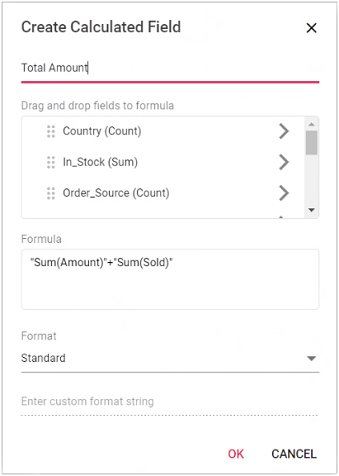 Create Calculated Field
Total Amount
Drag and drop fields to formula
Country (Count)
In_Stock (Sum)
Order_Source (Count)
Formula
"Sum(Amount)"+"Sum(Sold)"
Format
Standard
Enter custom format string
OK CANCEL